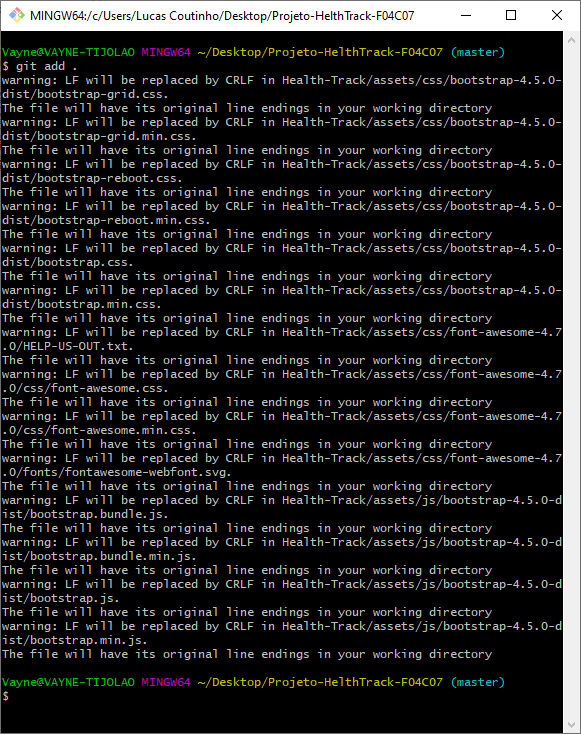 MINGW64:/c/Users/Lucas Coutinho/Desktop/Projeto-HelthTrack-F04C07
Vayne@VAYNE-TIJOLAO MINGW64 ~/Desktop/Projeto-HelthTrack-F04C07 (master)
$ git add .
warning: LF will be replaced by CRLF in Health-Track/assets/css/bootstrap-4.5.0-
dist/bootstrap-grid.css.
The file will have its original line endings in your working directory
warning: LF will be replaced by CRLF in Health-Track/assets/css/bootstrap-4.5.0-
dist/bootstrap-grid.min.css.
The file will have its original line endings in your working directory
warning: LF will be replaced by CRLF in Health-Track/assets/css/bootstrap-4.5.0-
dist/bootstrap-reboot.css.
The file will have its original line endings in your working directory
warning: LF will be replaced by CRLF in Health-Track/assets/css/bootstrap-4.5.0-
dist/bootstrap-reboot.min.css.
The file will have its original line endings in your working directory
warning: LF will be replaced by CRLF in Health-Track/assets/css/bootstrap-4.5.0-
dist/bootstrap.css.
The file will have its original line endings in your working directory
warning: LF will be replaced by CRLF in Health-Track/assets/css/bootstrap-4.5.0-
dist/bootstrap.min.css.
The file will have its original line endings in your working directory
warning: LF will be replaced by CRLF in Health-Track/assets/css/font-awesome-4.7
.0/HELP-US-OUT.txt.
The file will have its original line endings in your working directory
warning: LF will be replaced by CRLF in Health-Track/assets/css/font-awesome-4.7
.0/css/font-awesome.css.
The file will have its original line endings in your working directory
warning: LF will be replaced by CRLF in Health-Track/assets/css/font-awesome-4.7
.0/css/font-awesome.min.css.
The file will have its original line endings in your working directory
warning: LF will be replaced by CRLF in Health-Track/assets/css/font-awesome-4.7
.0/fonts/fontawesome-webfont.svg.
The file will have its original line endings in your working directory
warning: LF will be replaced by CRLF in Health-Track/assets/js/bootstrap-4.5.0-d
ist/bootstrap.bundle.js.
The file will have its original line endings in your working directory
warning: LF will be replaced by CRLF in Health-Track/assets/js/bootstrap-4.5.0-d
ist/bootstrap.bundle.min.js.
The file will have its original line endings in your working directory
warning: LF will be replaced by CRLF in Health-Track/assets/js/bootstrap-4.5.0-d
ist/bootstrap.js.
The file will have its original line endings in your working directory
warning: LF will be replaced by CRLF in Health-Track/assets/js/bootstrap-4.5.0-d
ist/bootstrap.min.js.
The file will have its original line endings in your working directory
Vayne@VAYNE-TIJOLAO MINGW64 ~/Desktop/Projeto-HelthTrack-F04C07 (master)
$